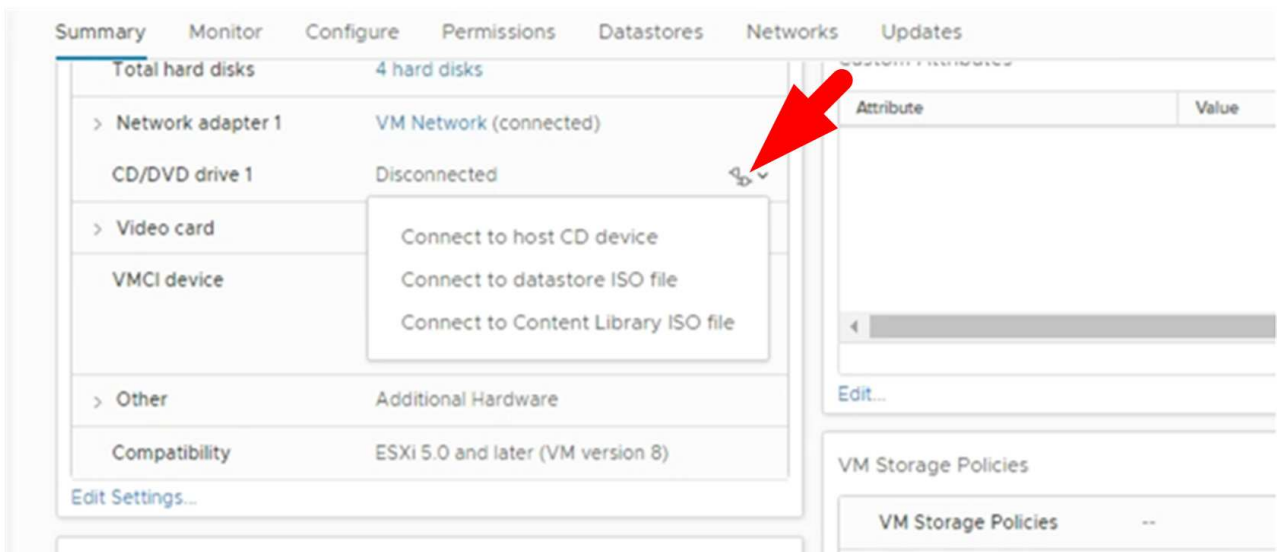 Summary Monitor Configure Permissions Datastores Networks Updates
Total hard disks 4 hard disks
Network adapter 1 VM Network (connected)
CD/DVD drive 1 Disconnected
Video card
Connect to host CD device
Connect to datastore ISO file
Connect to Content Library ISO file
VMCI device
Other Additional Hardware
Compatibility ESXi 5.0 and later (VM version 8)
Edit Settings...
Custom Attributes
Attribute Value
Edit...
VM Storage Policies
VM Storage Policies --